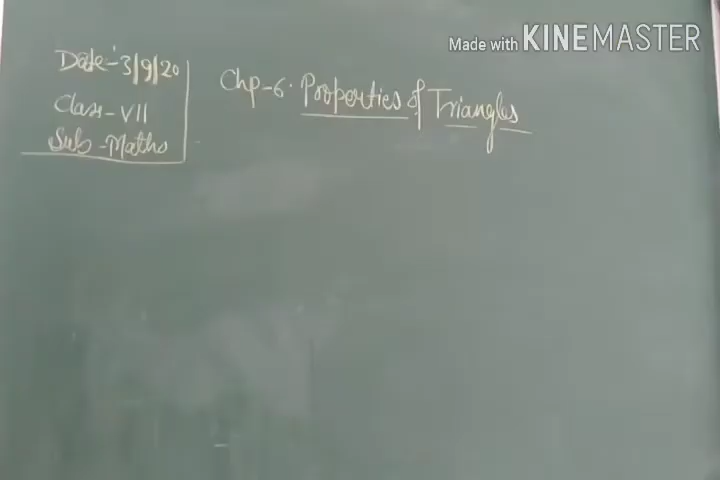 Made with KINEMASTER
Date:- 3/9/20
Class - VII
Sub - Maths
Chp - 6. Properties of Triangles